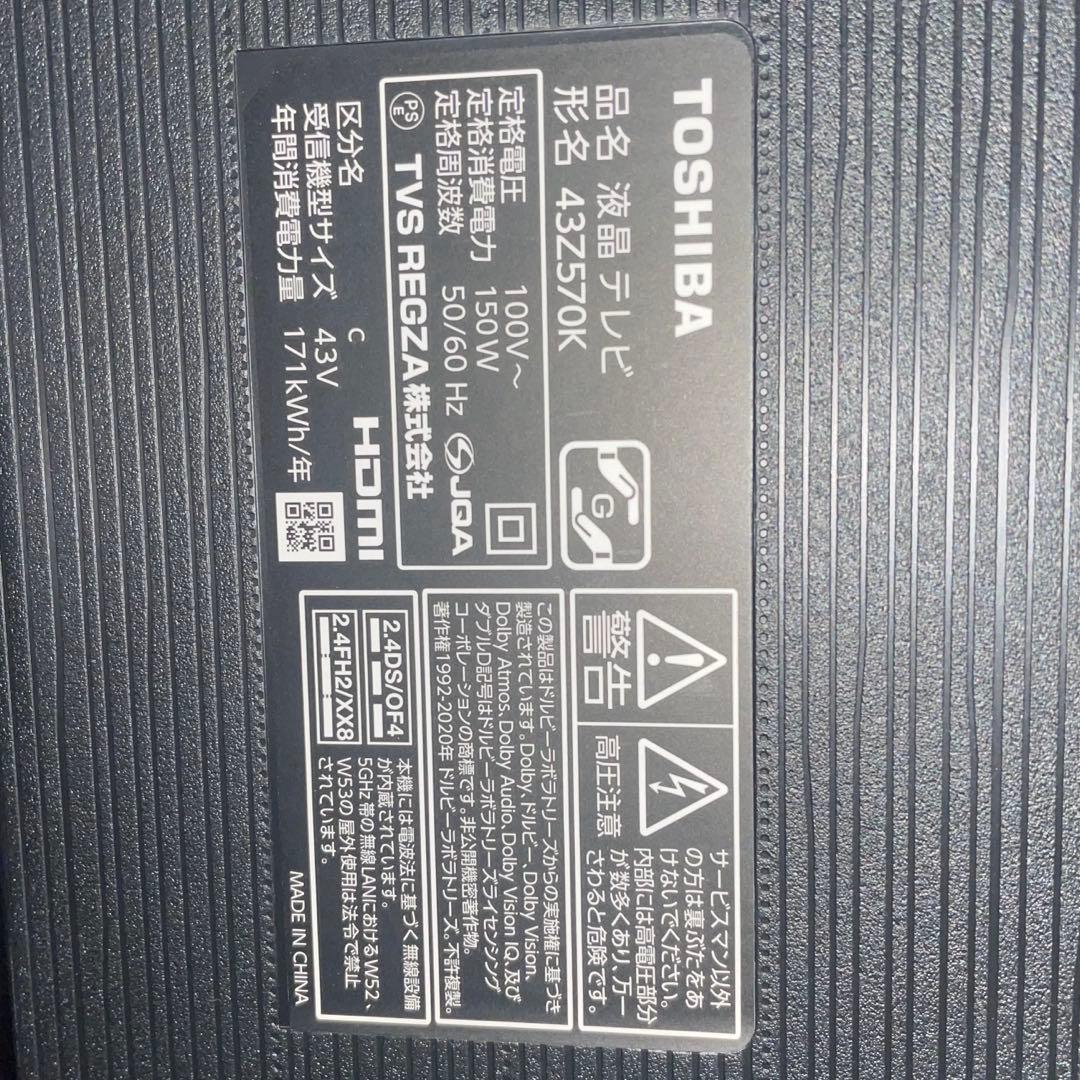 TOSHIBA
品名 液晶テレビ
形名 43Z570K
G
定格電圧 100V～
定格消費電力 150W
定格周波数 50/60 Hz
JQA
PSE TVS REGZA株式会社
区分名 C
受信機型サイズ 43V
年間消費電力量 171kWh/年
HDMI
警告
高圧注意
サービスマン以外
の方は裏ぶたをあ
けないでください。
内部には高電圧部分
が数多くあり、万一
さわると危険です。
この製品はドルビーラボラトリーズからの実施権に基づき
製造されています。Dolby、ドルビー、Dolby Vision、
Dolby Atmos、Dolby Audio、Dolby Vision IQ、及び
ダブルD記号はドルビーラボラトリーズライセンシング
コーポレーションの商標です。非公開機密著作物。
著作権1992-2020年 ドルビーラボラトリーズ。不許複製。
2.4DS/OF4
2.4FH2/XX8
本機には電波法に基づく無線設備
が内蔵されています。
5GHz 帯の無線LANにおけるW52、
W53の屋外使用は法令で禁止
されています。
MADE IN CHINA